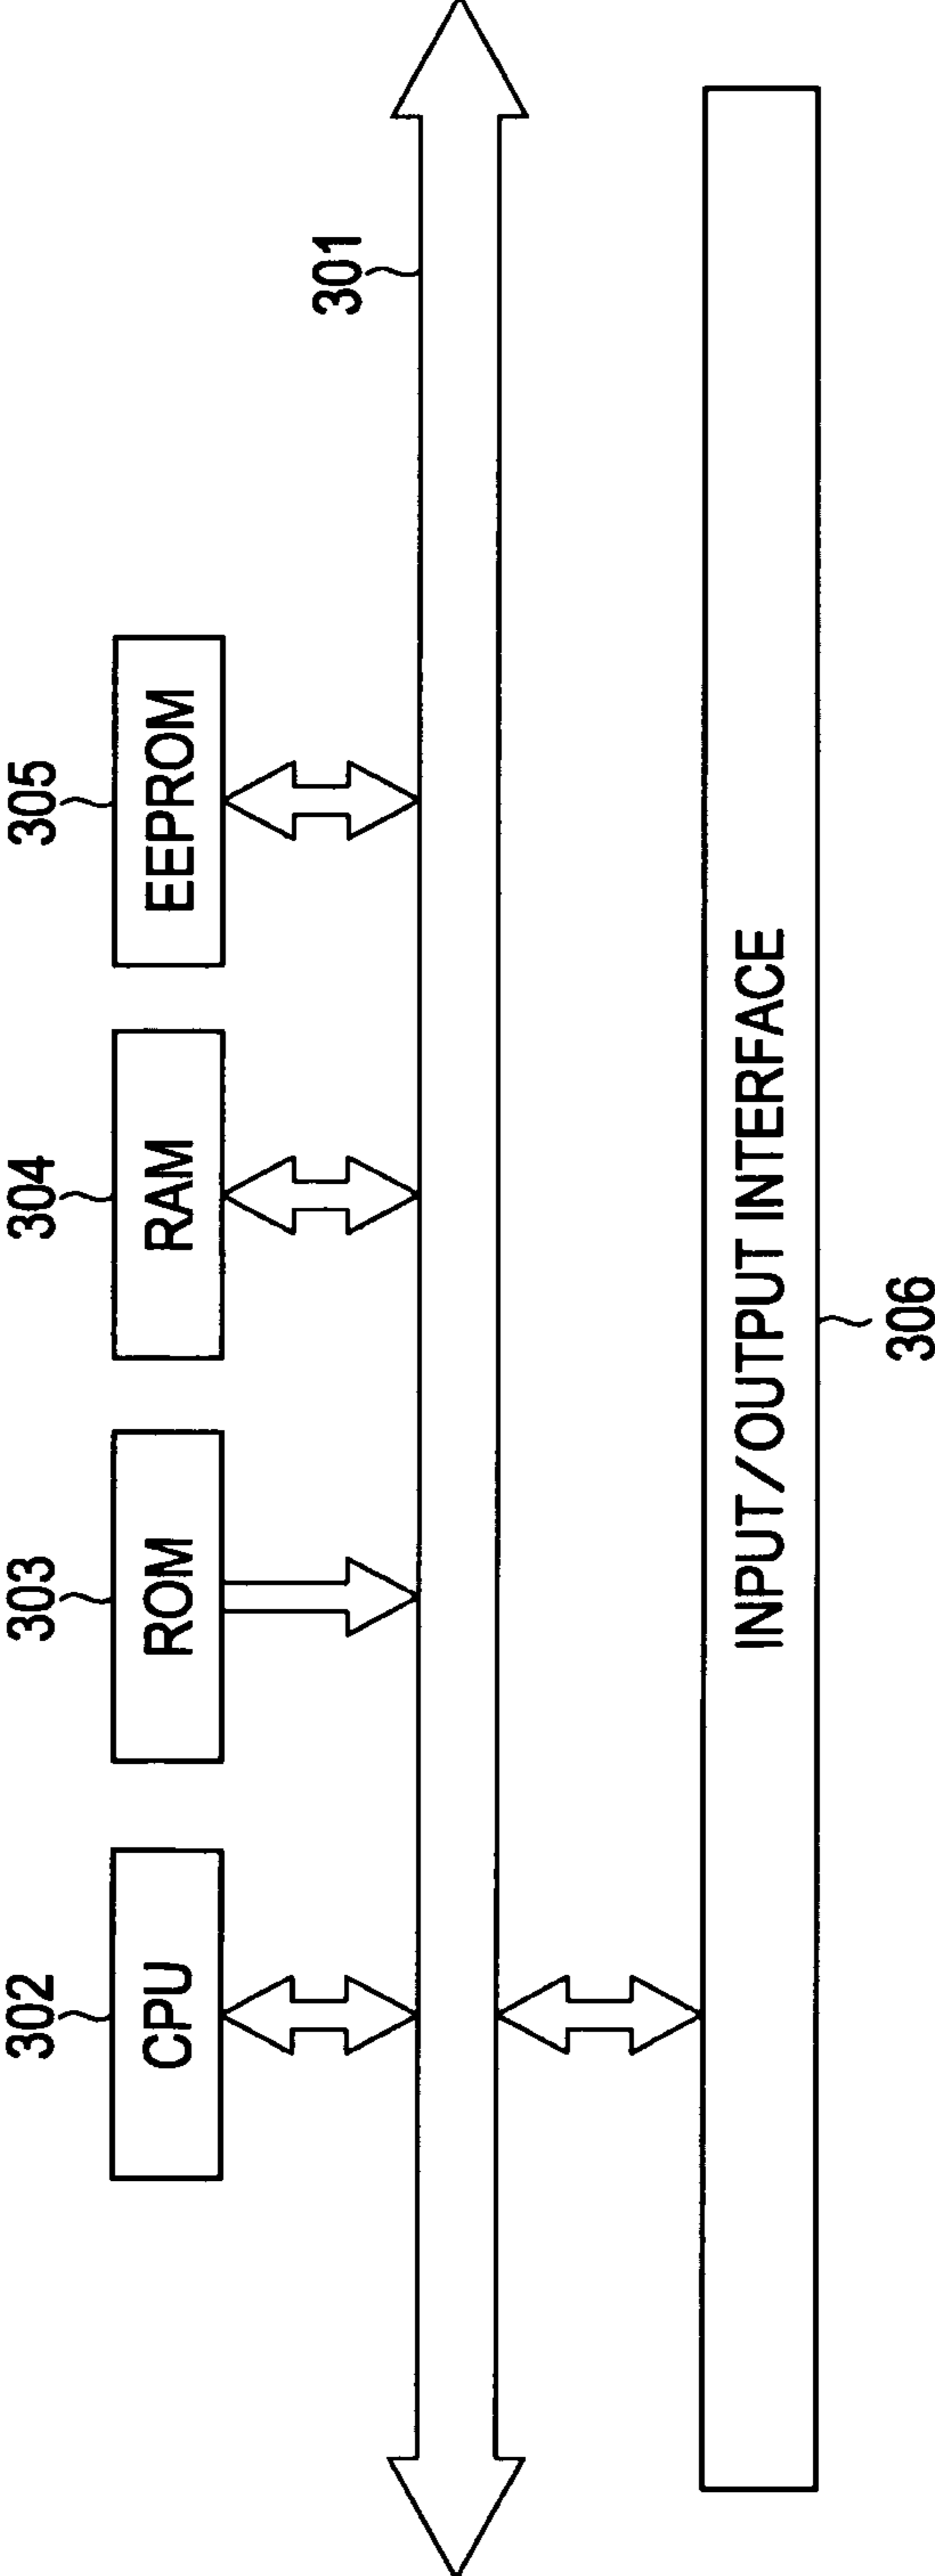 302
303
304
305
CPU
ROM
RAM
EEPROM
301
INPUT/OUTPUT INTERFACE
306